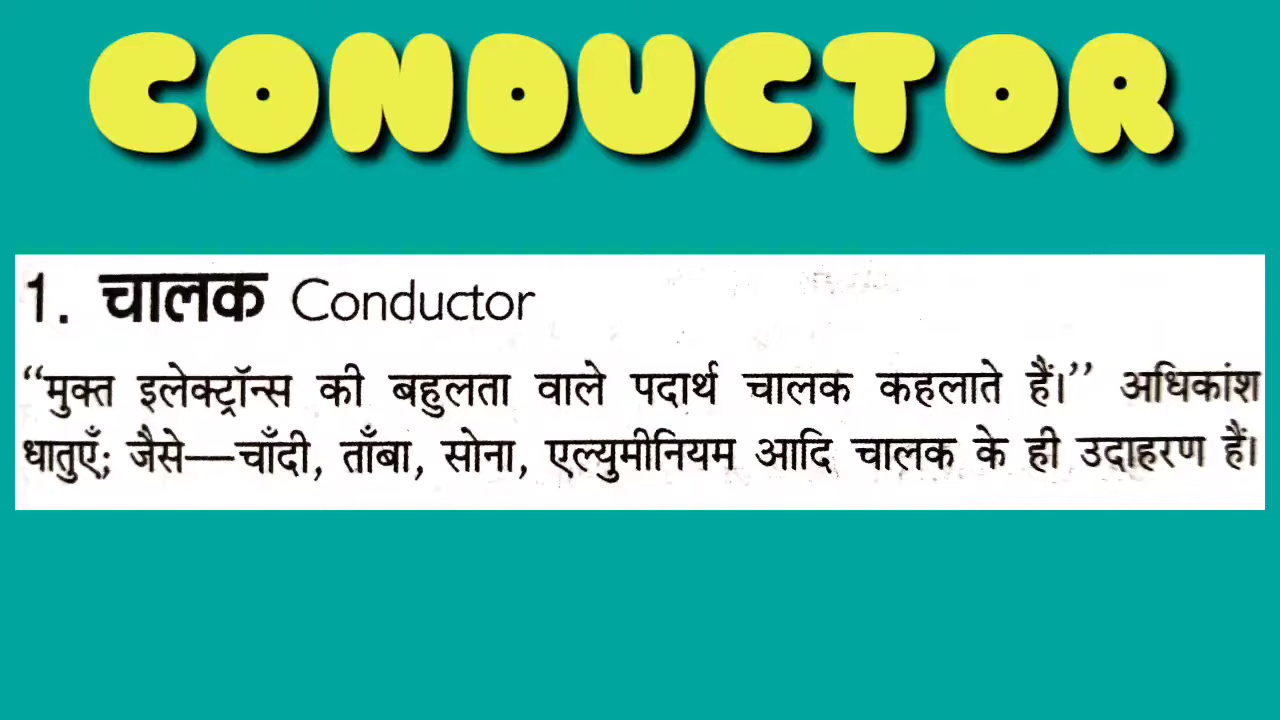 CONDUCTOR
1. चालक Conductor
‘‘मुक्त इलेक्ट्रॉन्स की बहुलता वाले पदार्थ चालक कहलाते हैं।’’ अधिकांश
धातुएँ; जैसे—चाँदी, ताँबा, सोना, एल्युमीनियम आदि चालक के ही उदाहरण हैं।